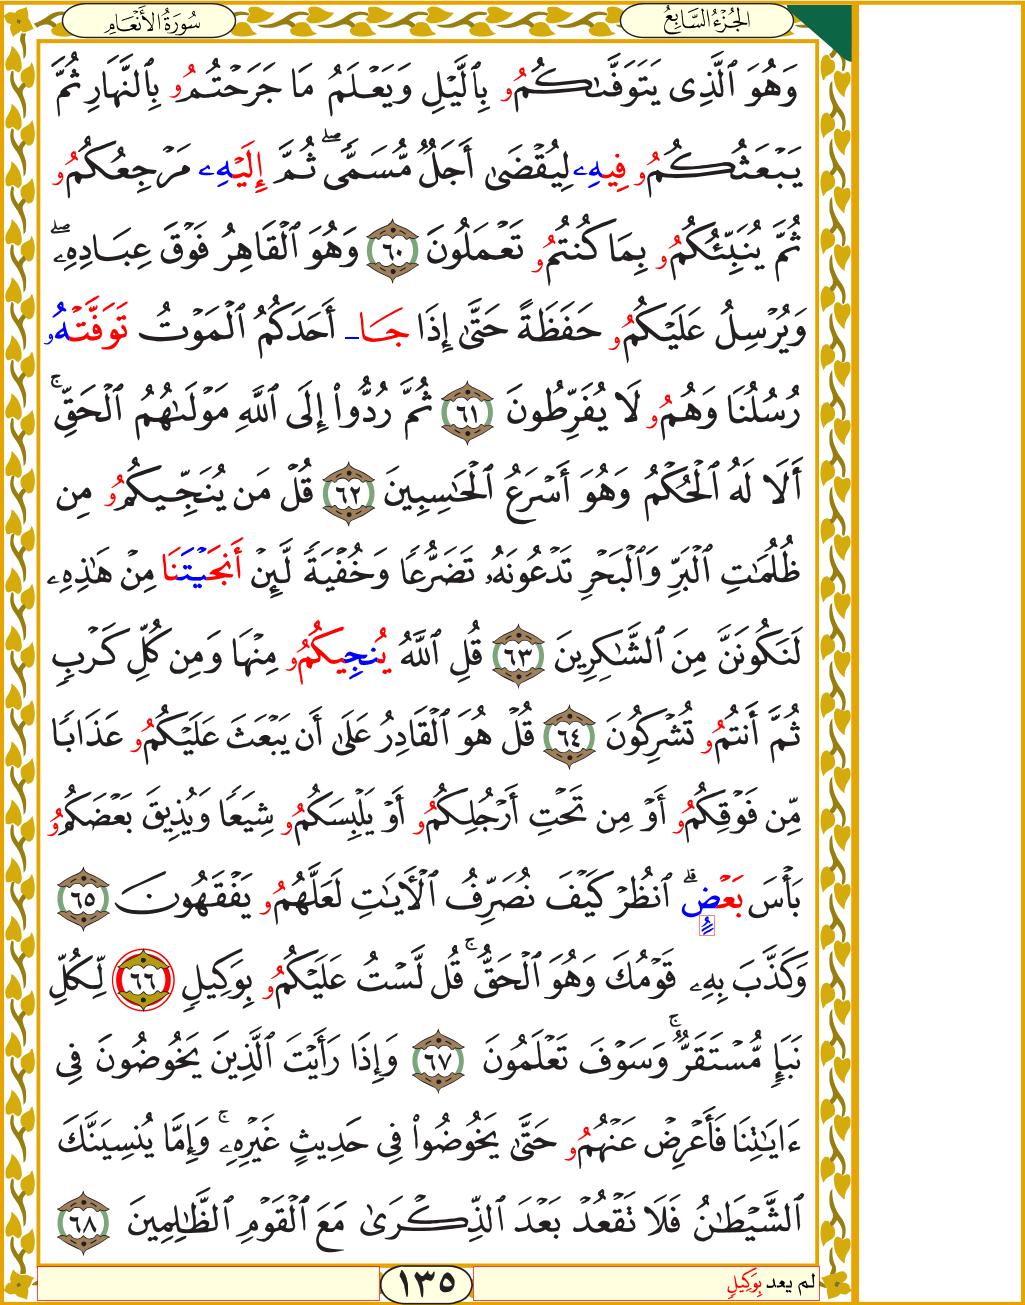 الجُزْءُ السَّابِعُ
سُورَةُ الأَنْعَامِ
وَهُوَ ٱلَّذِى يَتَوَفَّىٰكُمُۥ بِٱلَّيْلِ وَيَعْلَمُ مَا جَرَحْتُمُۥ بِٱلنَّهَارِ ثُمَّ
يَبْعَثُكُمُۥ فِيهِۦ لِيُقْضَىٰ أَجَلٌ مُّسَمًّى ۖ ثُمَّ إِلَيْهِۦ مَرْجِعُكُمُۥ
ثُمَّ يُنَبِّئُكُمُۥ بِمَا كُنتُمُۥ تَعْمَلُونَ ٦٠ وَهُوَ ٱلْقَاهِرُ فَوْقَ عِبَادِهِۦ ۖ
وَيُرْسِلُ عَلَيْكُمُۥ حَفَظَةً حَتَّىٰ إِذَا جَا أَحَدَكُمُ ٱلْمَوْتُ تَوَفَّتْهُۥ
رُسُلُنَا وَهُمُۥ لَا يُفَرِّطُونَ ٦١ ثُمَّ رُدُّوا۟ إِلَى ٱللَّهِ مَوْلَىٰهُمُ ٱلْحَقِّ ۚ
أَلَا لَهُ ٱلْحُكْمُ وَهُوَ أَسْرَعُ ٱلْحَٰسِبِينَ ٦٢ قُلْ مَن يُنَجِّيكُمُۥ مِن
ظُلُمَٰتِ ٱلْبَرِّ وَٱلْبَحْرِ تَدْعُونَهُۥ تَضَرُّعًا وَخُفْيَةً لَّئِنْ أَنجَيْتَنَا مِنْ هَٰذِهِۦ
لَنَكُونَنَّ مِنَ ٱلشَّٰكِرِينَ ٦٣ قُلِ ٱللَّهُ يُنجِيكُمُۥ مِنْهَا وَمِن كُلِّ كَرْبٍ
ثُمَّ أَنتُمُۥ تُشْرِكُونَ ٦٤ قُلْ هُوَ ٱلْقَادِرُ عَلَىٰ أَن يَبْعَثَ عَلَيْكُمُۥ عَذَابًا
مِّن فَوْقِكُمُۥ أَوْ مِن تَحْتِ أَرْجُلِكُمُۥ أَوْ يَلْبِسَكُمُۥ شِيَعًا وَيُذِيقَ بَعْضَكُمُۥ
بَأْسَ بَعْضٍ ۗ ٱنظُرْ كَيْفَ نُصَرِّفُ ٱلْأَيَٰتِ لَعَلَّهُمُۥ يَفْقَهُونَ ٦٥
وَكَذَّبَ بِهِۦ قَوْمُكَ وَهُوَ ٱلْحَقُّ ۚ قُل لَّسْتُ عَلَيْكُمُۥ بِوَكِيلٍ ٦٦ لِّكُلِّ
نَبَإٍ مُّسْتَقَرٌّ ۚ وَسَوْفَ تَعْلَمُونَ ٦٧ وَإِذَا رَأَيْتَ ٱلَّذِينَ يَخُوضُونَ فِى
ءَايَٰتِنَا فَأَعْرِضْ عَنْهُمُۥ حَتَّىٰ يَخُوضُوا۟ فِى حَدِيثٍ غَيْرِهِۦ ۚ وَإِمَّا يُنسِيَنَّكَ
ٱلشَّيْطَٰنُ فَلَا تَقْعُدْ بَعْدَ ٱلذِّكْرَىٰ مَعَ ٱلْقَوْمِ ٱلظَّٰلِمِينَ ٦٨
لم يعد بِوَكِيلٍ
١٣٥